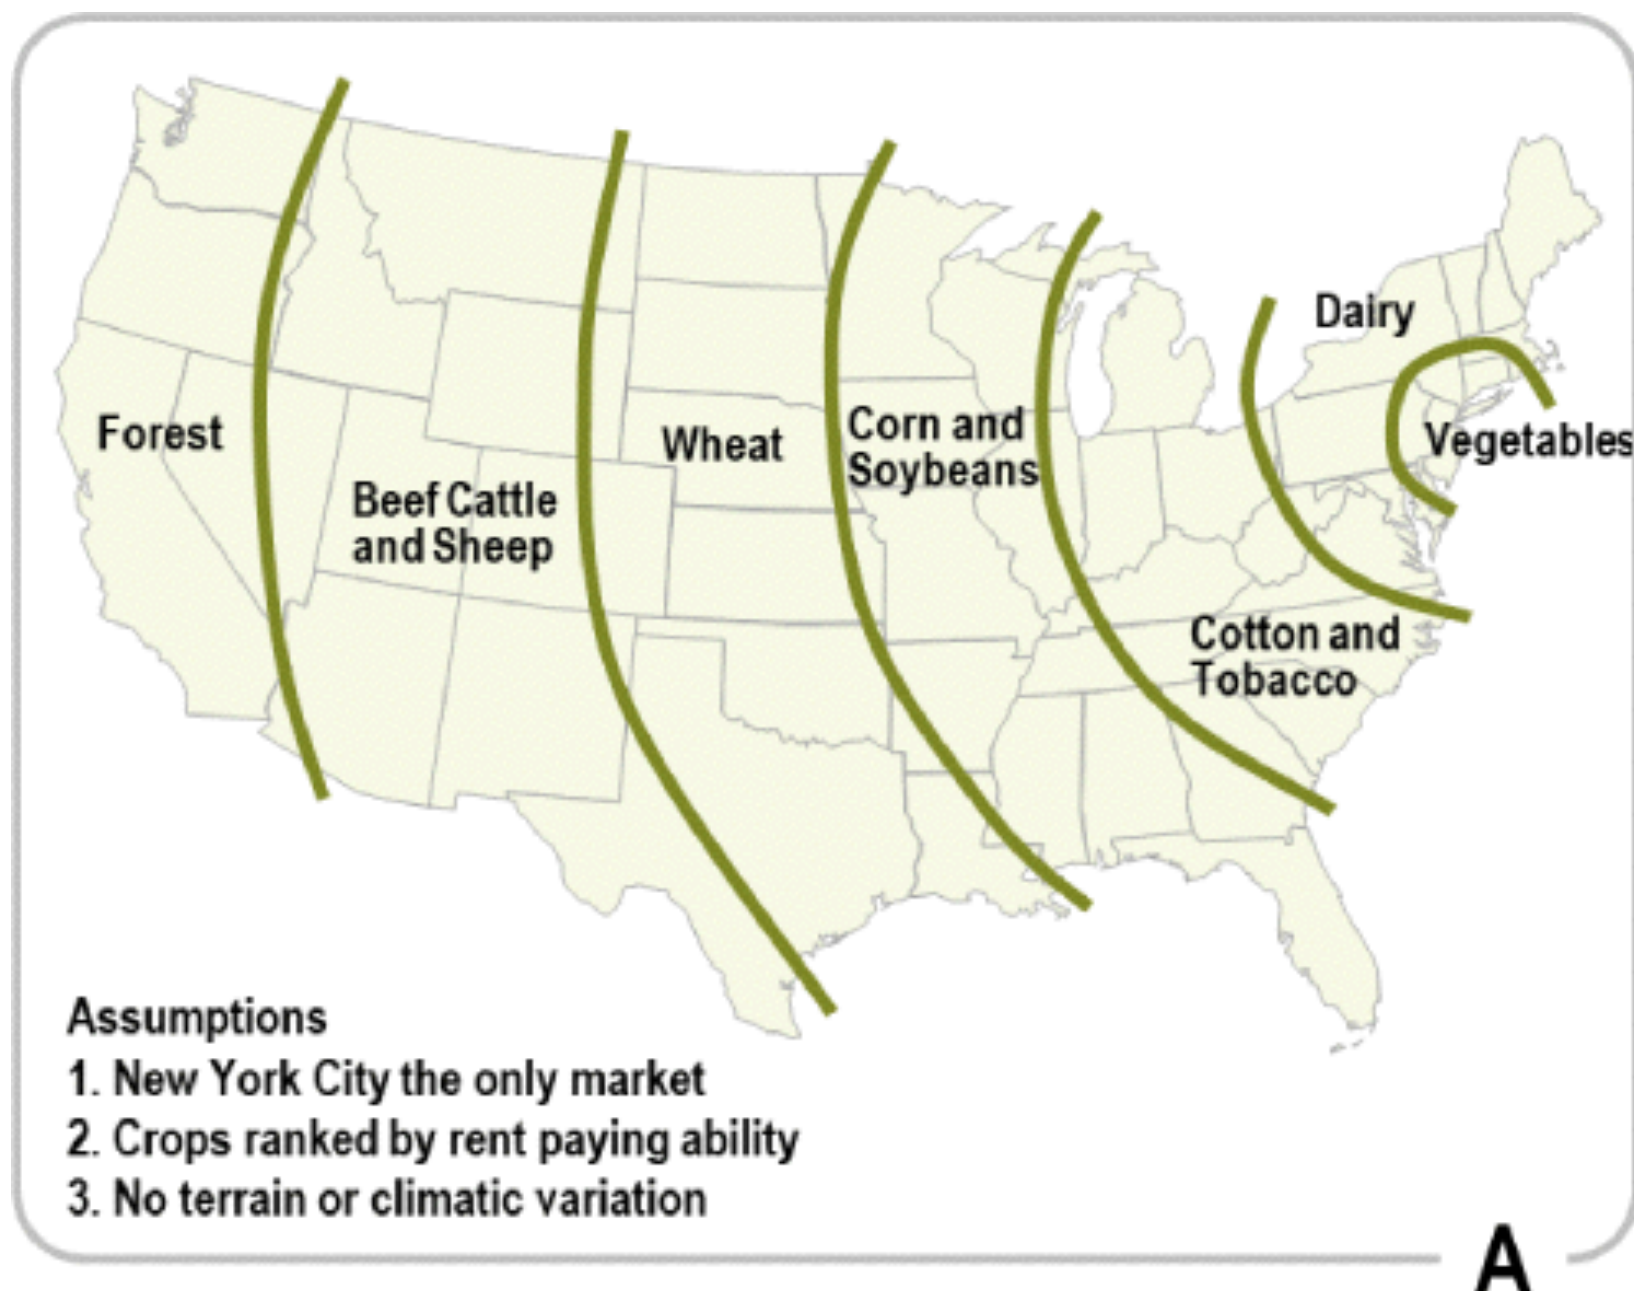 Dairy
Forest
Wheat
Corn and
Soybeans
Vegetables
Beef Cattle
and Sheep
Cotton and
Tobacco
Assumptions
1. New York City the only market
2. Crops ranked by rent paying ability
3. No terrain or climatic variation
A